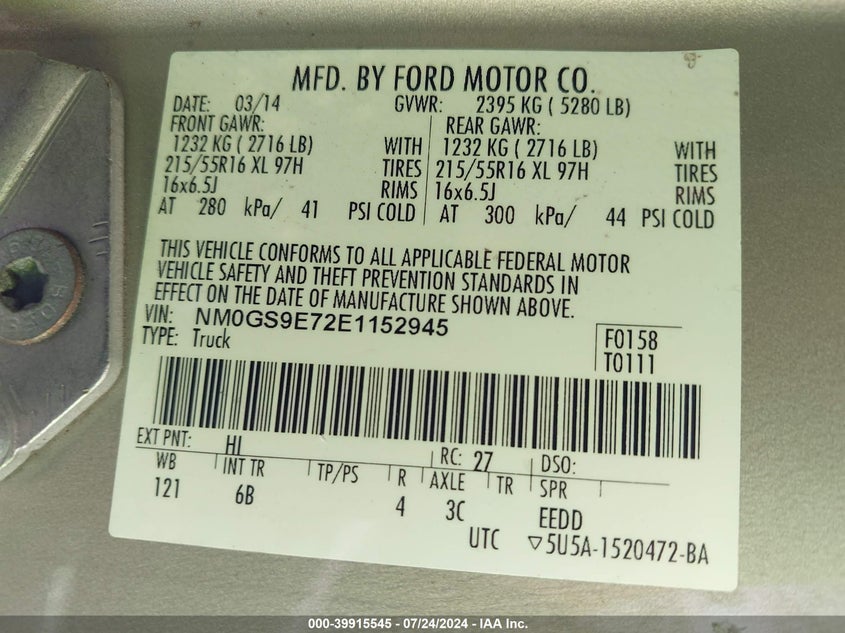 MFD. BY FORD MOTOR CO.
DATE: 03/14 GVWR: 2395 KG ( 5280 LB)
FRONT GAWR: REAR GAWR:
1232 KG ( 2716 LB) WITH 1232 KG ( 2716 LB) WITH
215/55R16 XL 97H TIRES 215/55R16 XL 97H TIRES
16x6.5J RIMS 16x6.5J RIMS
AT 280 kPa/ 41 PSI COLD AT 300 kPa/ 44 PSI COLD
THIS VEHICLE CONFORMS TO ALL APPLICABLE FEDERAL MOTOR
VEHICLE SAFETY AND THEFT PREVENTION STANDARDS IN
EFFECT ON THE DATE OF MANUFACTURE SHOWN ABOVE.
VIN: NM0GS9E72E1152945
TYPE: Truck
F0158
T0111
EXT PNT: HI RC: 27 DSO:
WB INT TR TP/PS R AXLE TR SPR
121 6B 4 3C EEDD
UTC ▽5U5A-1520472-BA
000-39915545 / 07/24/2024 - IAA Inc.